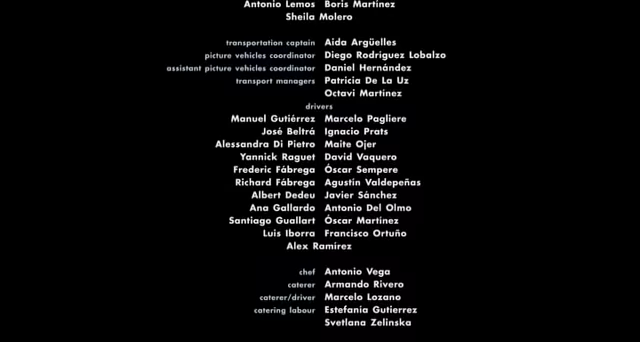 Antonio Lemos Boris Martínez
Sheila Molero
transportation captain Aida Argüelles
picture vehicles coordinator Diego Rodríguez Lobalzo
assistant picture vehicles coordinator Daniel Hernández
transport managers Patricia De La Uz
Octavi Martínez
drivers
Manuel Gutiérrez Marcelo Pagliere
José Beltrá Ignacio Prats
Alessandra Di Pietro Maite Ojer
Yannick Raguet David Vaquero
Frederic Fábrega Óscar Sempere
Richard Fábrega Agustín Valdepeñas
Albert Dedeu Javier Sánchez
Ana Gallardo Antonio Del Olmo
Santiago Guallart Óscar Martínez
Luis Iborra Francisco Ortuño
Alex Ramírez
chef Antonio Vega
caterer Armando Rivero
caterer/driver Marcelo Lozano
catering labour Estefania Gutierrez
Svetlana Zelinska